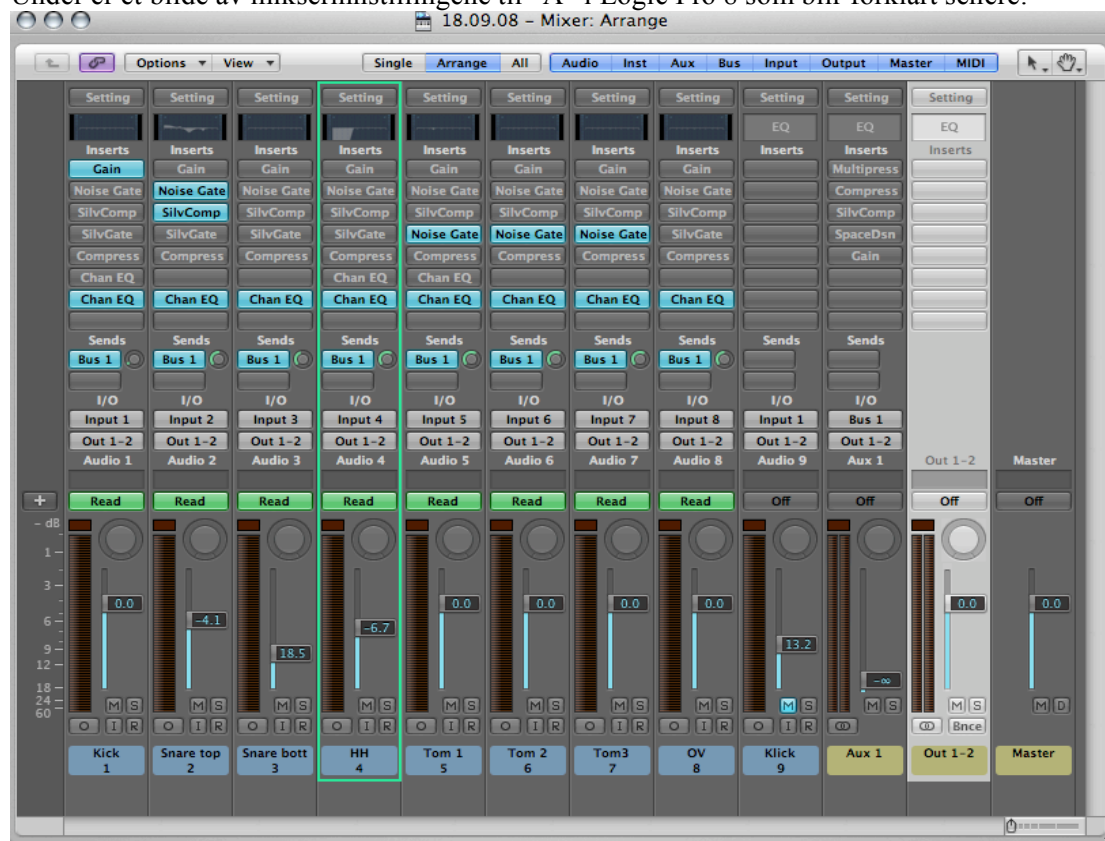 Under er et bilde av mikserinnstillingene til "A" i Logic Pro 8 som blir forklart senere.
18.09.08 – Mixer: Arrange
Options View Single Arrange All Audio Inst Aux Bus Input Output Master MIDI
Setting Setting Setting Setting Setting Setting Setting Setting Setting Setting Setting
EQ EQ EQ
Inserts Inserts Inserts Inserts Inserts Inserts Inserts Inserts Inserts Inserts Inserts
Gain Gain Gain Gain Gain Gain Gain Gain Multipress
Noise Gate Noise Gate Noise Gate Noise Gate Noise Gate Noise Gate Noise Gate Noise Gate Compress
SilvComp SilvComp SilvComp SilvComp SilvComp SilvComp SilvComp SilvComp SilvComp
SilvGate SilvGate SilvGate SilvGate Noise Gate Noise Gate Noise Gate SilvGate SpaceDsn
Compress Compress Compress Compress Compress Compress Compress Compress Gain
Chan EQ Chan EQ Chan EQ
Chan EQ Chan EQ Chan EQ Chan EQ Chan EQ Chan EQ Chan EQ Chan EQ
Sends Sends Sends Sends Sends Sends Sends Sends Sends Sends
Bus 1 Bus 1 Bus 1 Bus 1 Bus 1 Bus 1 Bus 1 Bus 1
I/O I/O I/O I/O I/O I/O I/O I/O I/O I/O
Input 1 Input 2 Input 3 Input 4 Input 5 Input 6 Input 7 Input 8 Input 1 Bus 1
Out 1–2 Out 1–2 Out 1–2 Out 1–2 Out 1–2 Out 1–2 Out 1–2 Out 1–2 Out 1–2 Out 1–2
Audio 1 Audio 2 Audio 3 Audio 4 Audio 5 Audio 6 Audio 7 Audio 8 Audio 9 Aux 1 Out 1–2 Master
+ Read Read Read Read Read Read Read Read Off Off Off Off
– dB
1
3
0.0 0.0 0.0 0.0 0.0 0.0 0.0
6 –4.1 –6.7
9 18.5 13.2
12
18 –∞
24 M S M S M S M S M S M S M S M S M S M S M S M D
60
I R I R I R I R I R I R I R I R I R Bnce
Kick Snare top Snare bott HH Tom 1 Tom 2 Tom3 OV Klick Aux 1 Out 1–2 Master
1 2 3 4 5 6 7 8 9